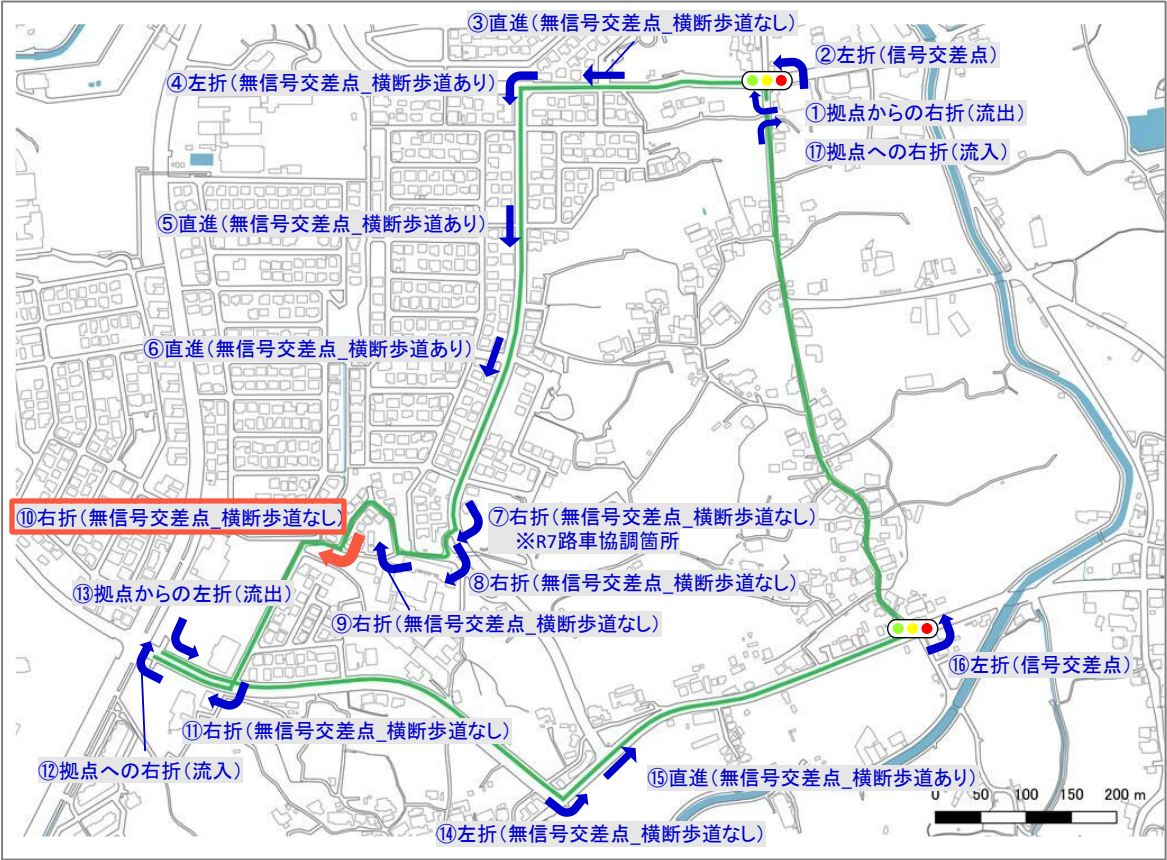 ③直進(無信号交差点_横断歩道なし)
②左折(信号交差点)
④左折(無信号交差点_横断歩道あり)
①拠点からの右折(流出)
⑰拠点への右折(流入)
⑤直進(無信号交差点_横断歩道あり)
⑥直進(無信号交差点_横断歩道あり)
⑩右折(無信号交差点_横断歩道なし)
⑦右折(無信号交差点_横断歩道なし)
※R7路車協調箇所
⑧右折(無信号交差点_横断歩道なし)
⑬拠点からの左折(流出)
⑨右折(無信号交差点_横断歩道なし)
⑯左折(信号交差点)
⑪右折(無信号交差点_横断歩道なし)
⑫拠点への右折(流入)
⑮直進(無信号交差点_横断歩道あり)
0 50 100 150 200 m
⑭左折(無信号交差点_横断歩道なし)